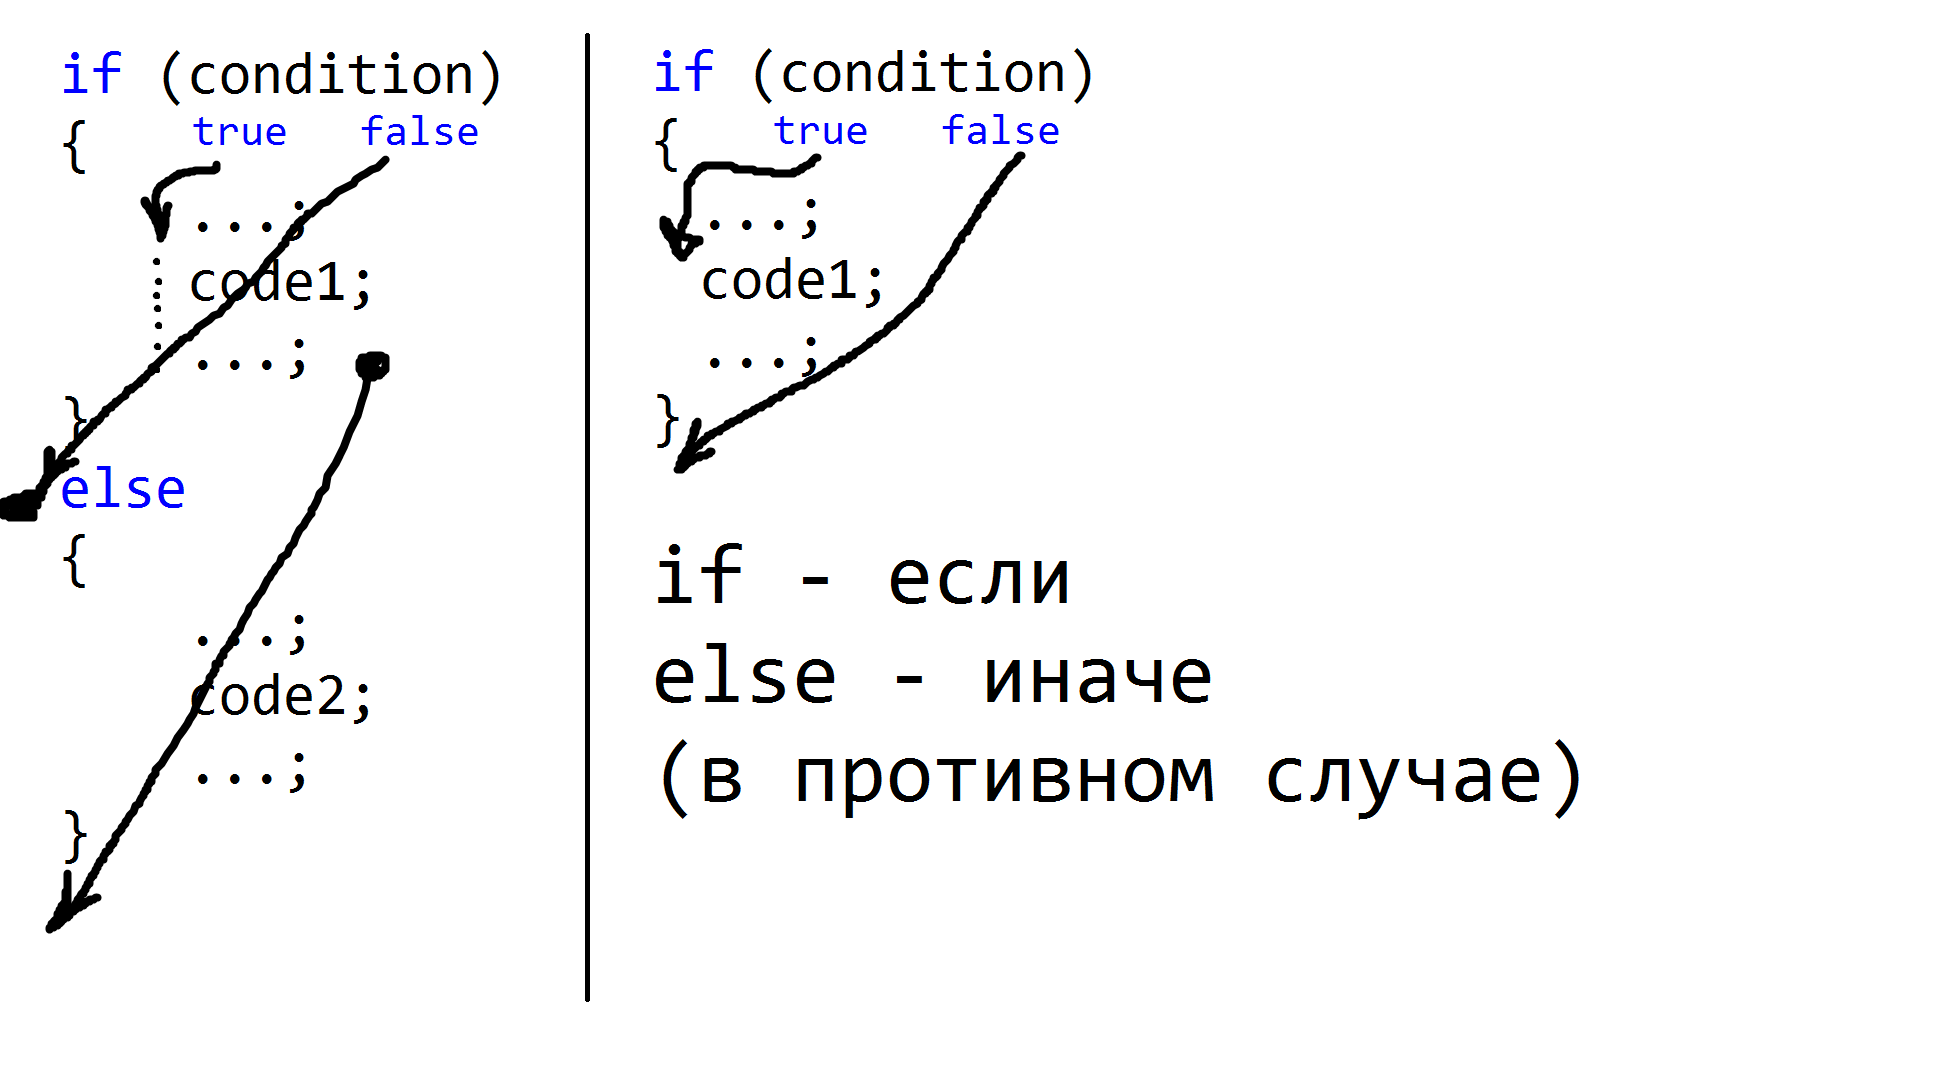 if (condition)
{ true false
...;
code1;
...;
}
else
{
...;
code2;
...;
}
if (condition)
{ true false
...;
code1;
...;
}
if - если
else - иначе
(в противном случае)